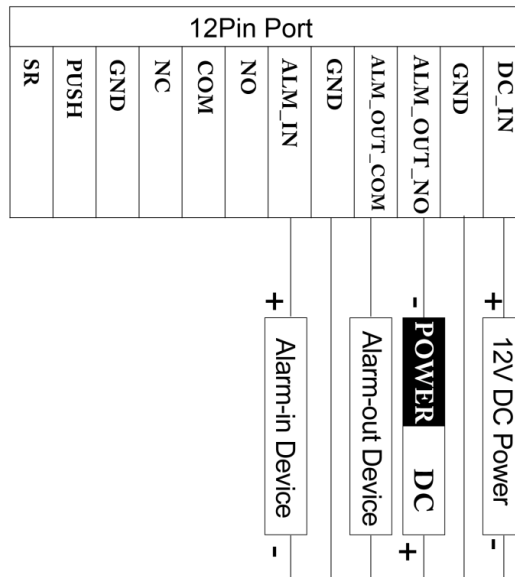 12Pin Port
SR
PUSH
GND
NC
COM
NO
ALM_IN
GND
ALM_OUT_COM
ALM_OUT_NO
GND
DC_IN
+
-
+
Alarm-in Device
Alarm-out Device
POWER DC
12V DC Power
-
+
-